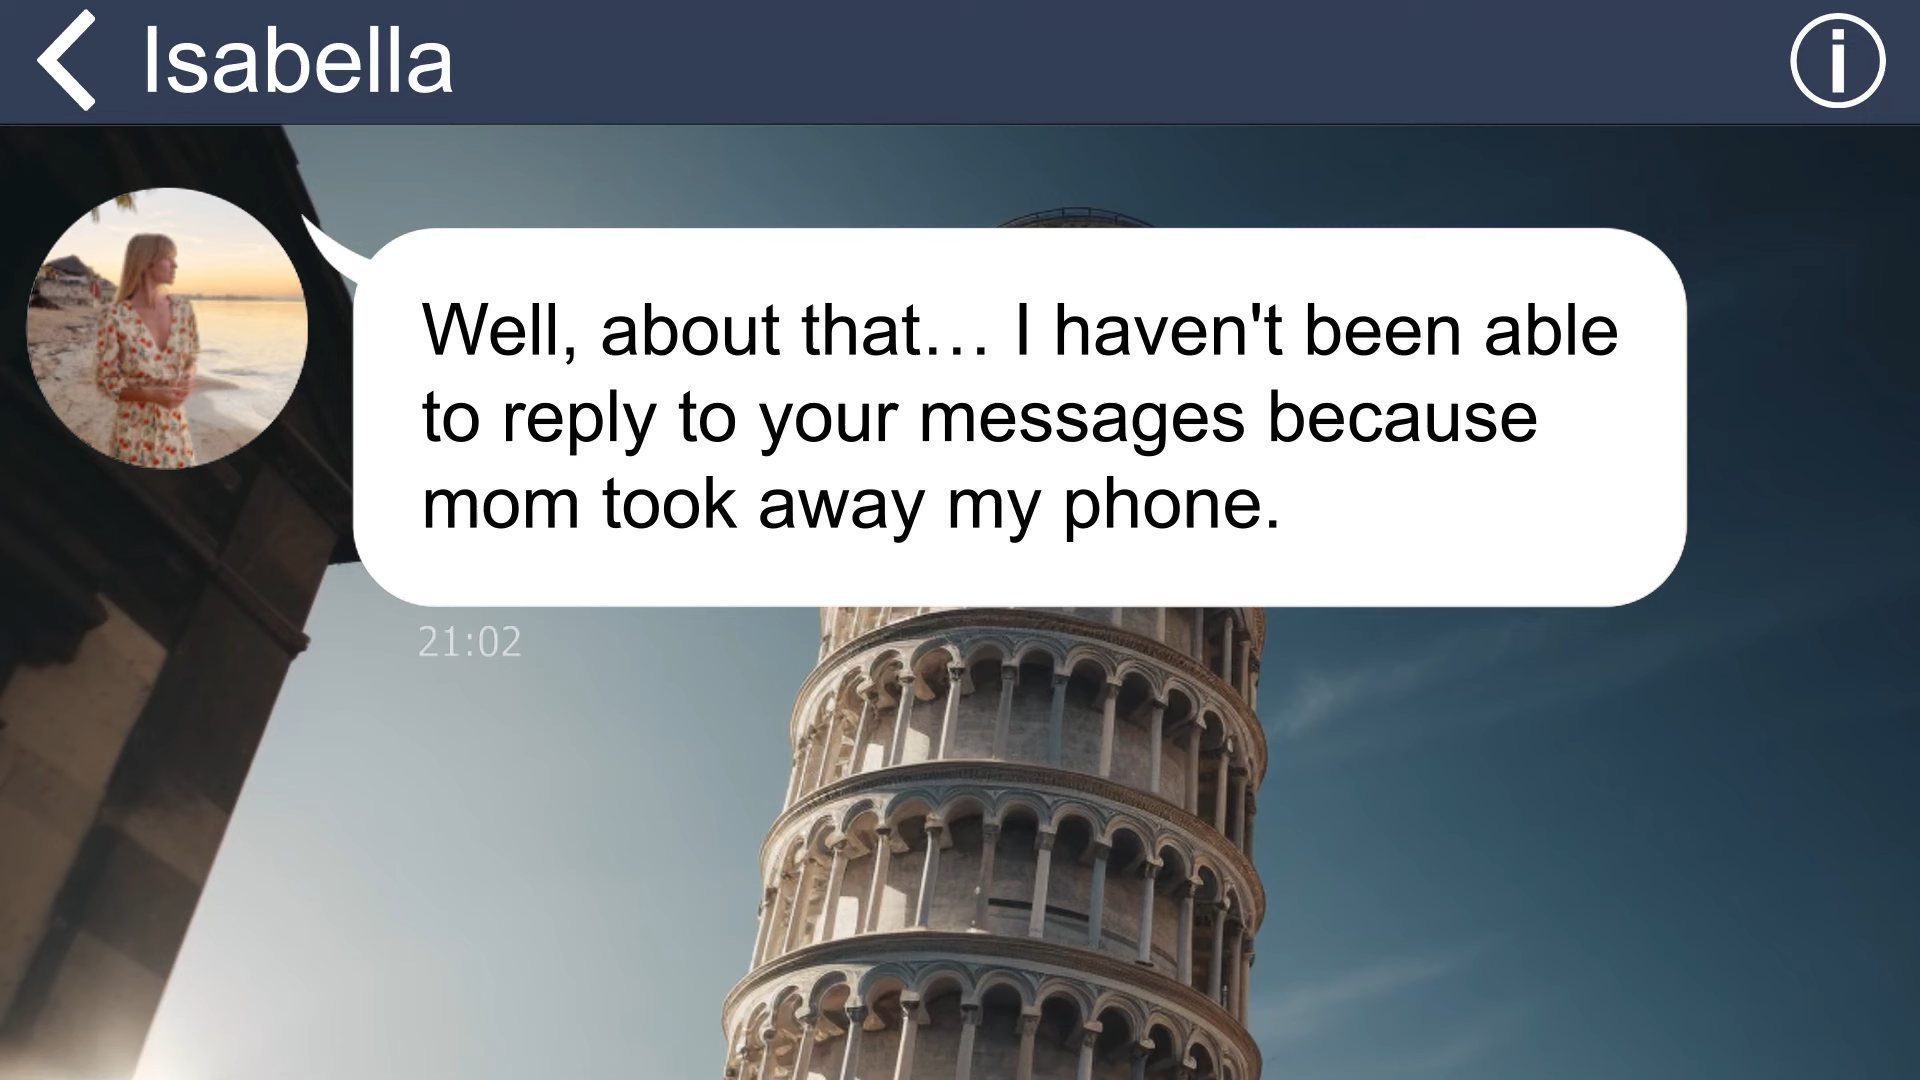 Isabella
Well, about that… I haven't been able
to reply to your messages because
mom took away my phone.
21:02